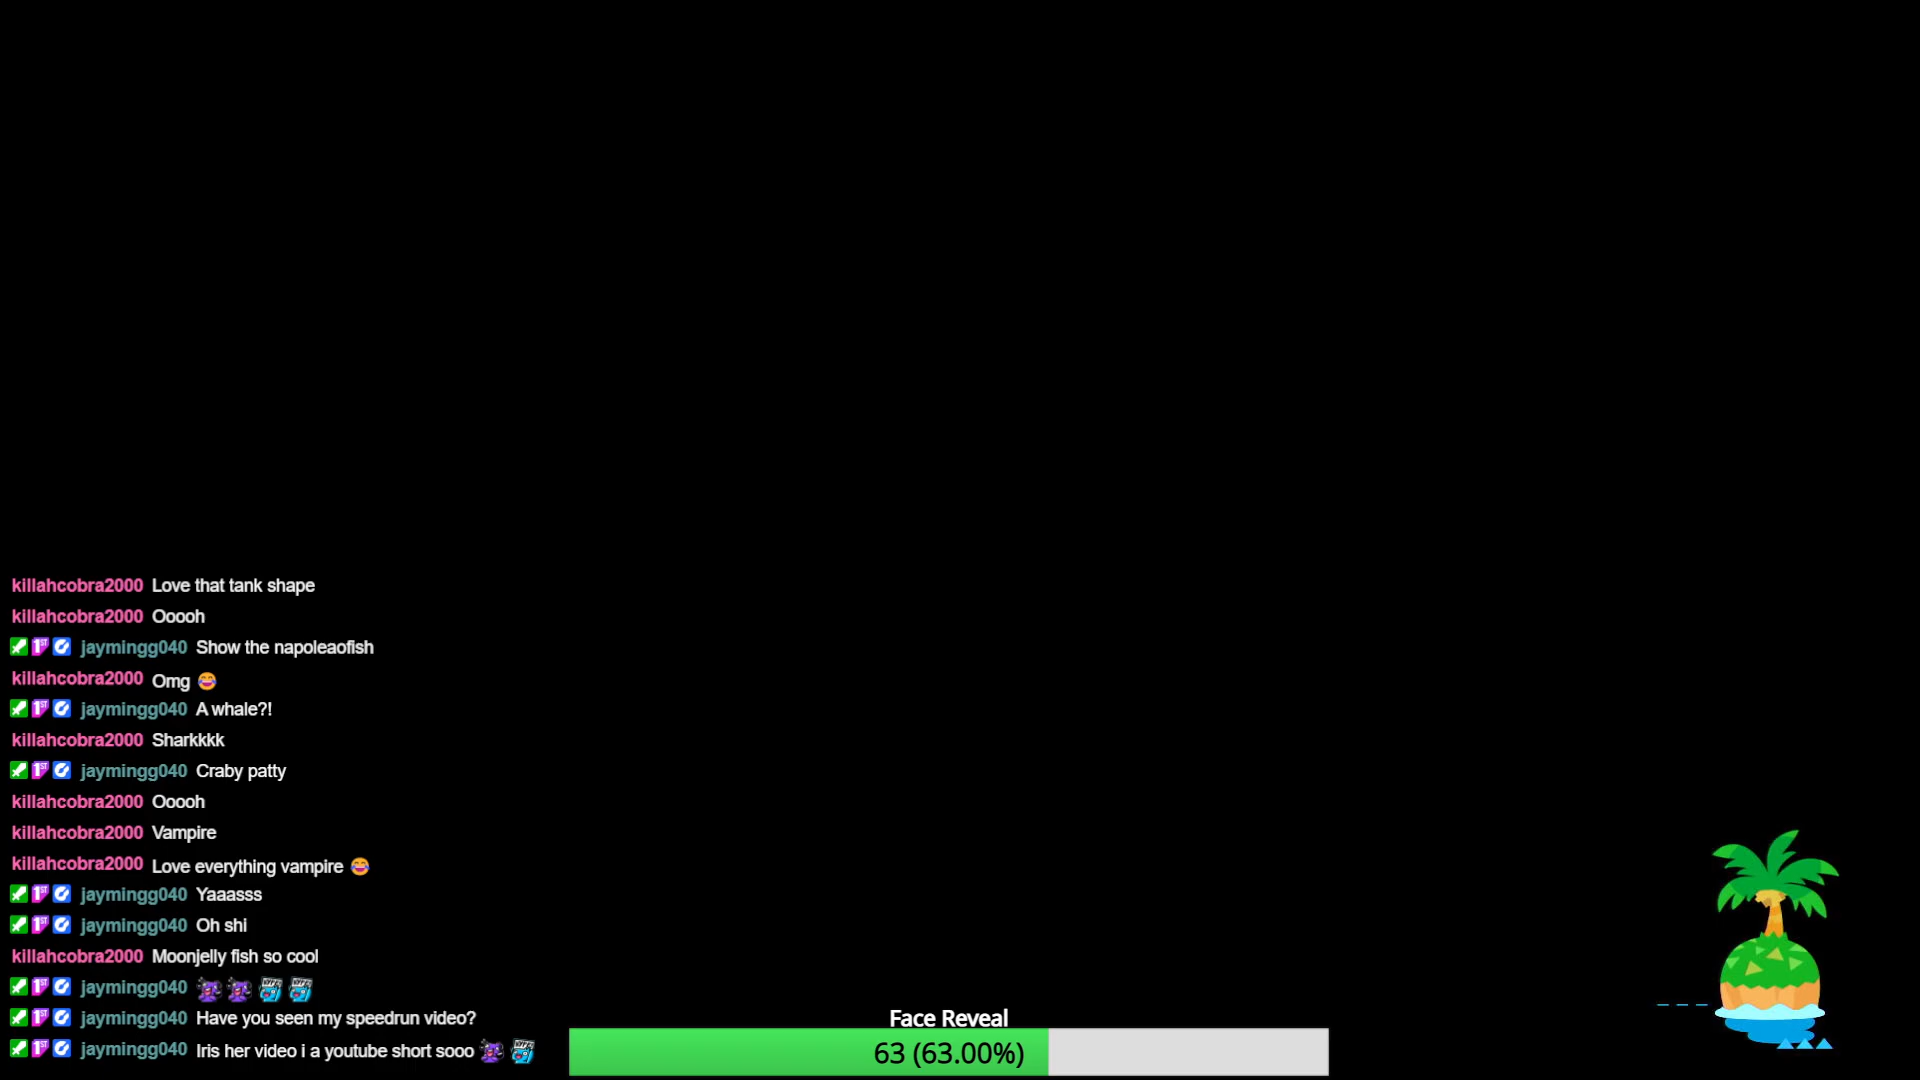 killahcobra2000 Love that tank shape
killahcobra2000 Ooooh
jaymingg040 Show the napoleaofish
killahcobra2000 Omg 😂
jaymingg040 A whale?!
killahcobra2000 Sharkkkk
jaymingg040 Craby patty
killahcobra2000 Ooooh
killahcobra2000 Vampire
killahcobra2000 Love everything vampire 😂
jaymingg040 Yaaasss
jaymingg040 Oh shi
killahcobra2000 Moonjelly fish so cool
jaymingg040
jaymingg040 Have you seen my speedrun video?
jaymingg040 Iris her video i a youtube short sooo
Face Reveal
63 (63.00%)